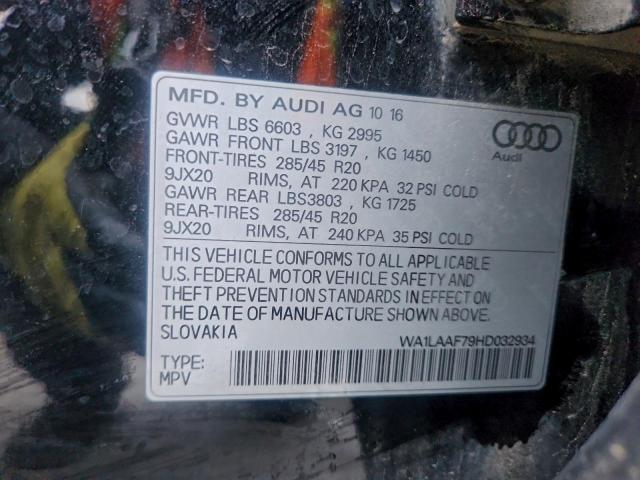 MFD. BY AUDI AG 10 16
GVWR LBS 6603 , KG 2995
GAWR FRONT LBS 3197 , KG 1450
FRONT-TIRES 285/45 R20
9JX20 RIMS, AT 220 KPA 32 PSI COLD
GAWR REAR LBS3803 , KG 1725
REAR-TIRES 285/45 R20
9JX20 RIMS, AT 240 KPA 35 PSI COLD
Audi
THIS VEHICLE CONFORMS TO ALL APPLICABLE
U.S. FEDERAL MOTOR VEHICLE SAFETY AND
THEFT PREVENTION STANDARDS IN EFFECT ON
THE DATE OF MANUFACTURE SHOWN ABOVE.
SLOVAKIA
WA1LAAF79HD032934
TYPE:
MPV